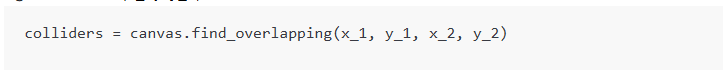 colliders = canvas.find_overlapping(x_1, y_1, x_2, y_2)